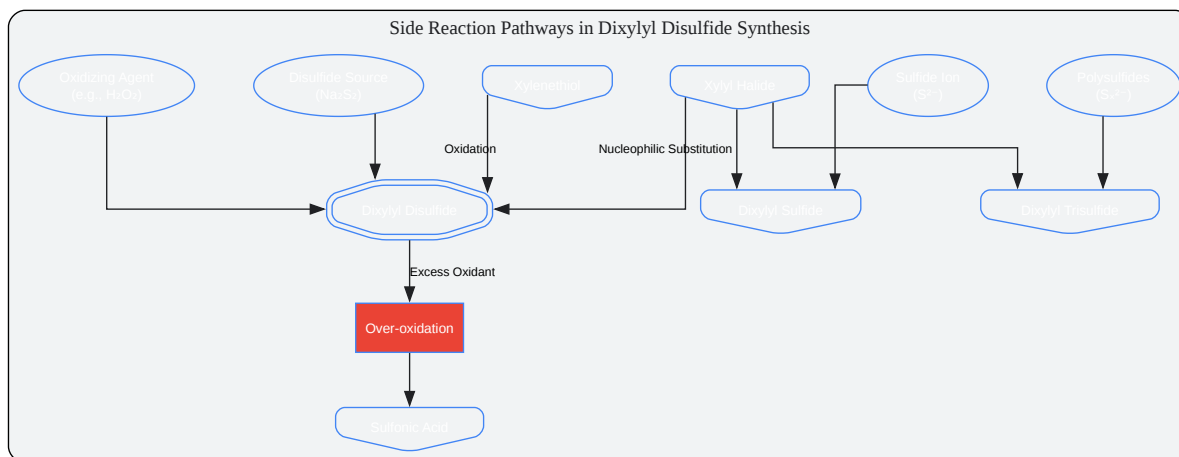 Side Reaction Pathways in Dixylyl Disulfide Synthesis
Oxidizing Agent
(e.g., H₂O₂)
Disulfide Source
(Na₂S₂)
Xylenethiol
Xylyl Halide
Sulfide Ion
(S²⁻)
Polysulfides
(Sₓ²⁻)
Oxidation
Nucleophilic Substitution
Dixylyl Disulfide
Dixylyl Sulfide
Dixylyl Trisulfide
Excess Oxidant
Over-oxidation
Sulfonic Acid